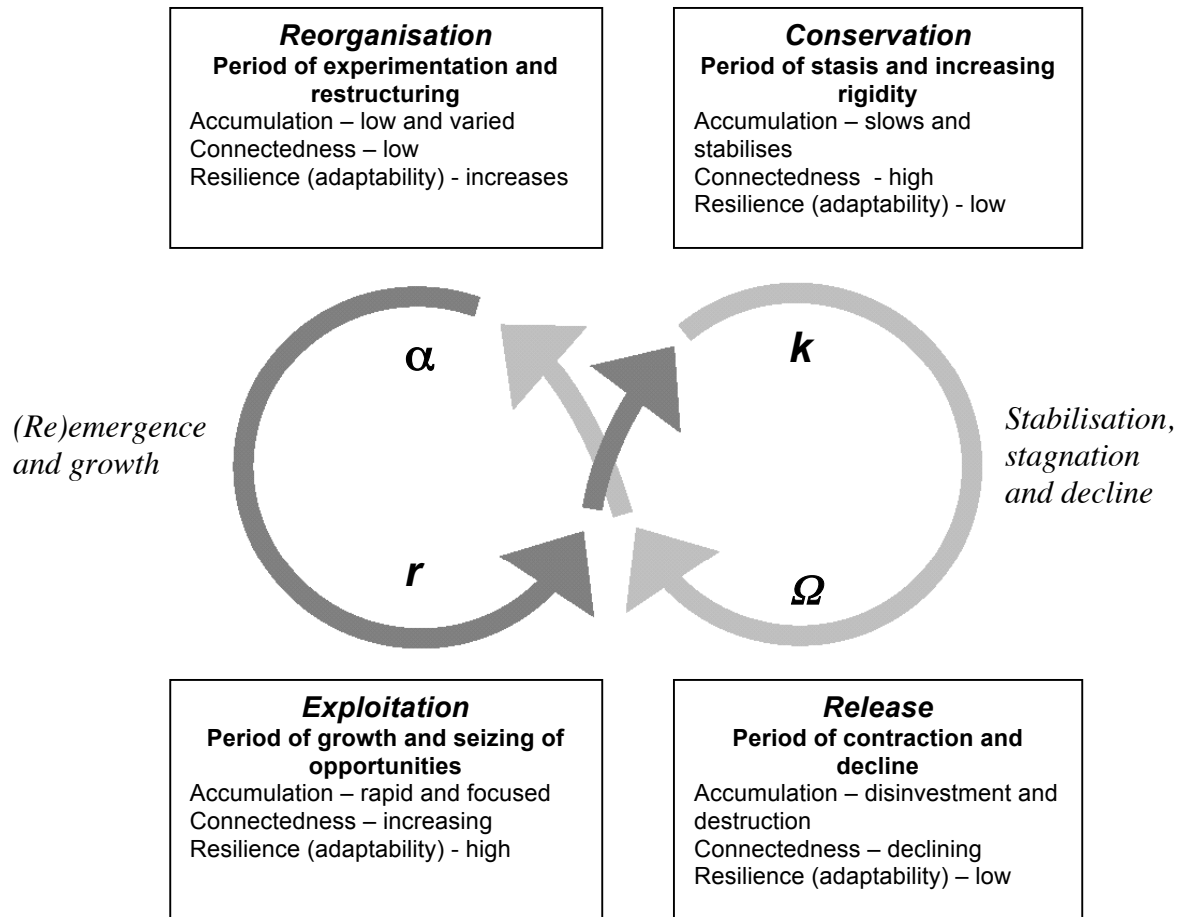 Reorganisation
Period of experimentation and
restructuring
Accumulation – low and varied
Connectedness – low
Resilience (adaptability) - increases
Conservation
Period of stasis and increasing
rigidity
Accumulation – slows and
stabilises
Connectedness - high
Resilience (adaptability) - low
α
k
(Re)emergence
and growth
Stabilisation,
stagnation
and decline
r
Ω
Exploitation
Period of growth and seizing of
opportunities
Accumulation – rapid and focused
Connectedness – increasing
Resilience (adaptability) - high
Release
Period of contraction and
decline
Accumulation – disinvestment and
destruction
Connectedness – declining
Resilience (adaptability) – low